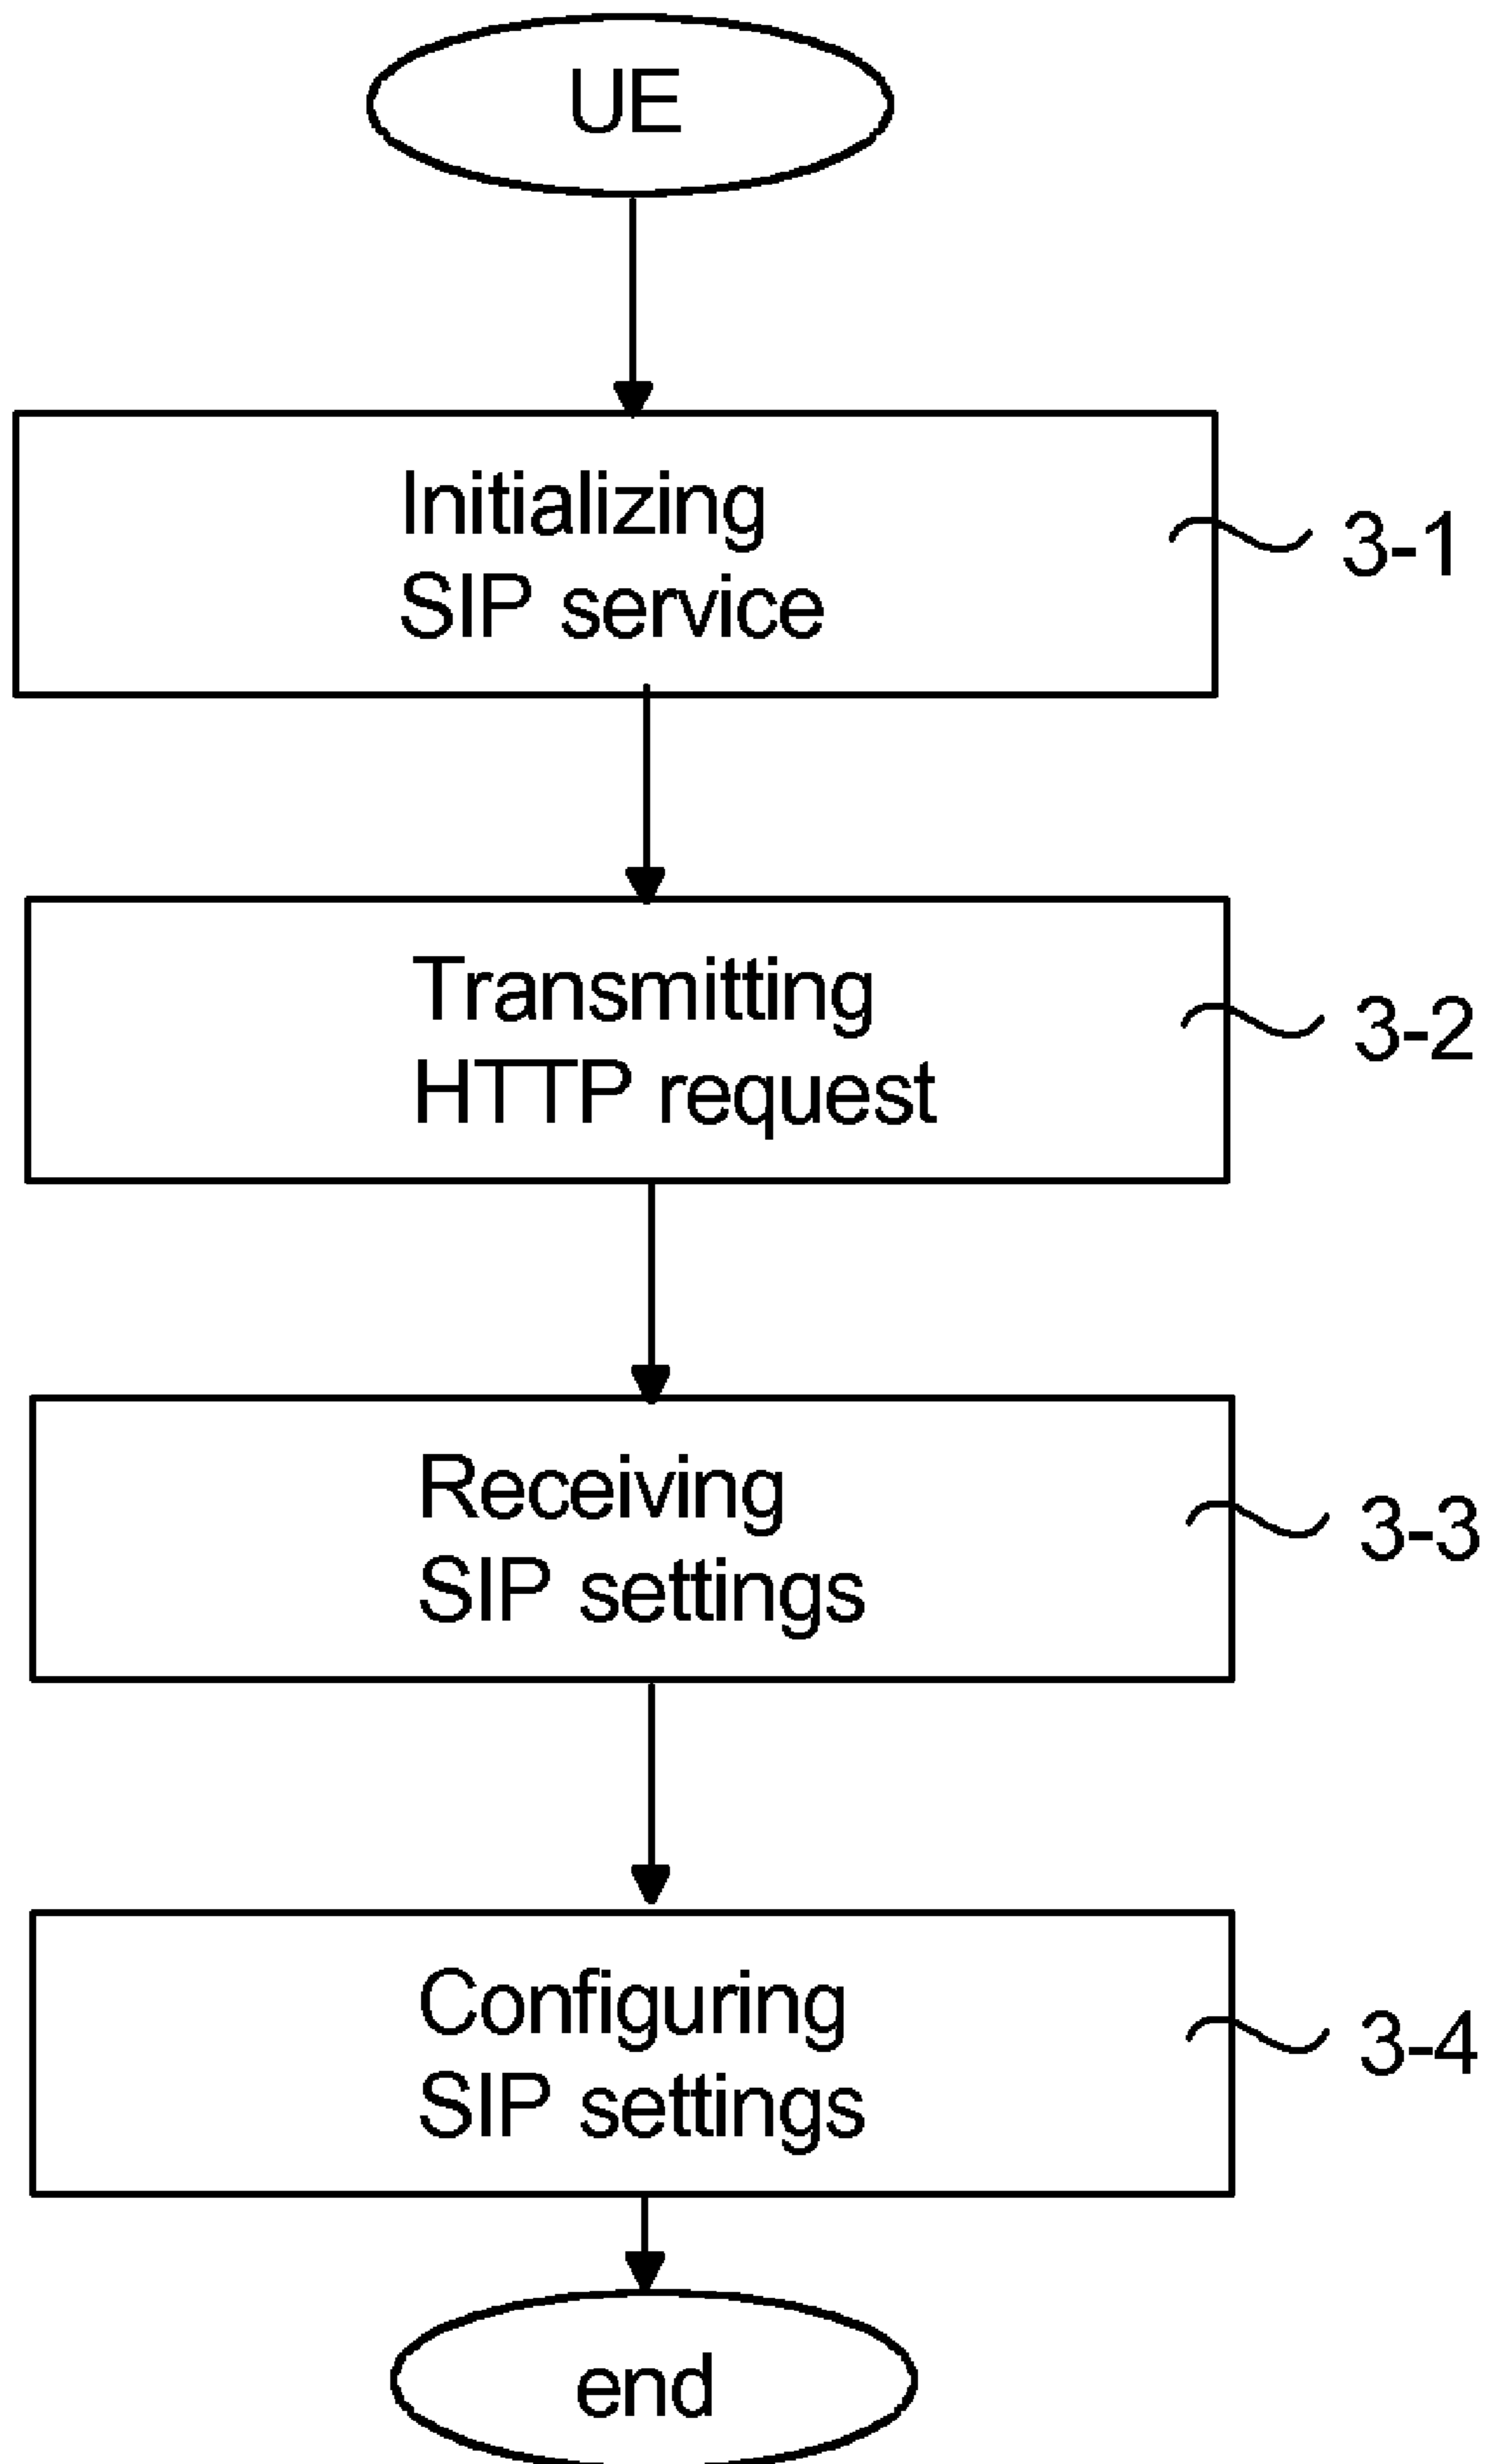 UE
Initializing
SIP service
3-1
Transmitting
HTTP request
3-2
Receiving
SIP settings
3-3
Configuring
SIP settings
3-4
end